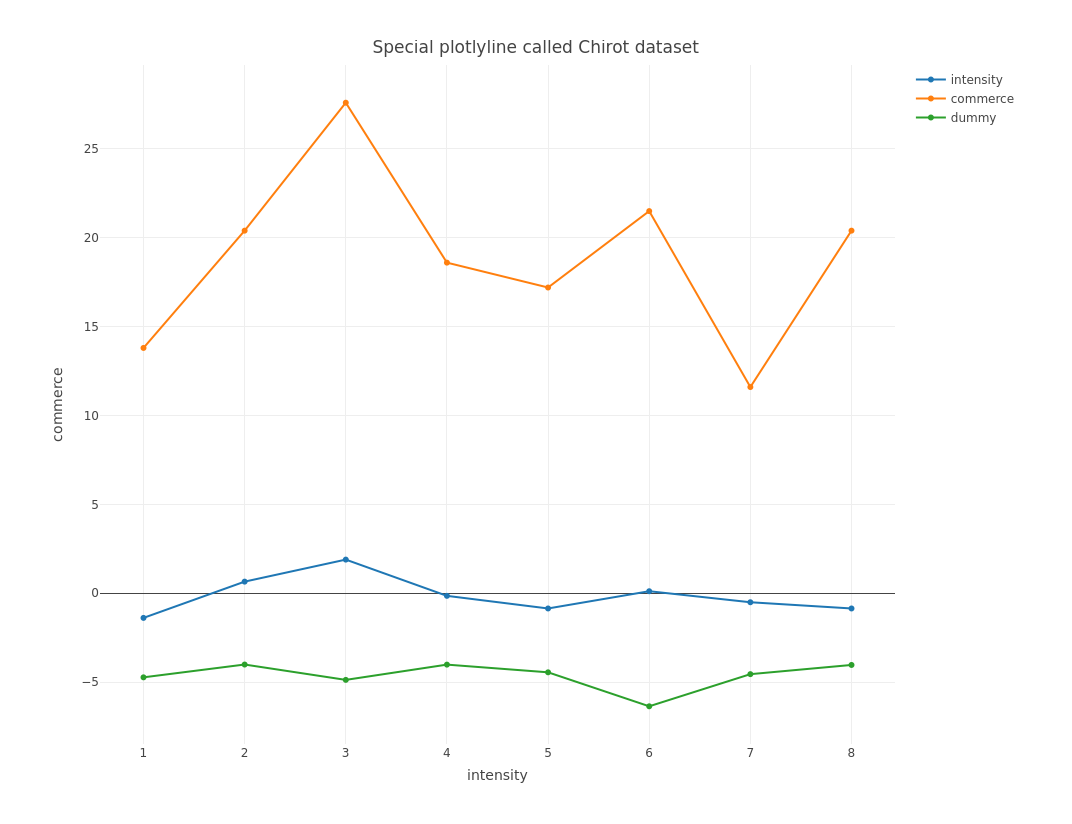 Special plotlyline called Chirot dataset
intensity
commerce
dummy
commerce
25
20
15
10
5
0
−5
1 2 3 4 5 6 7 8
intensity